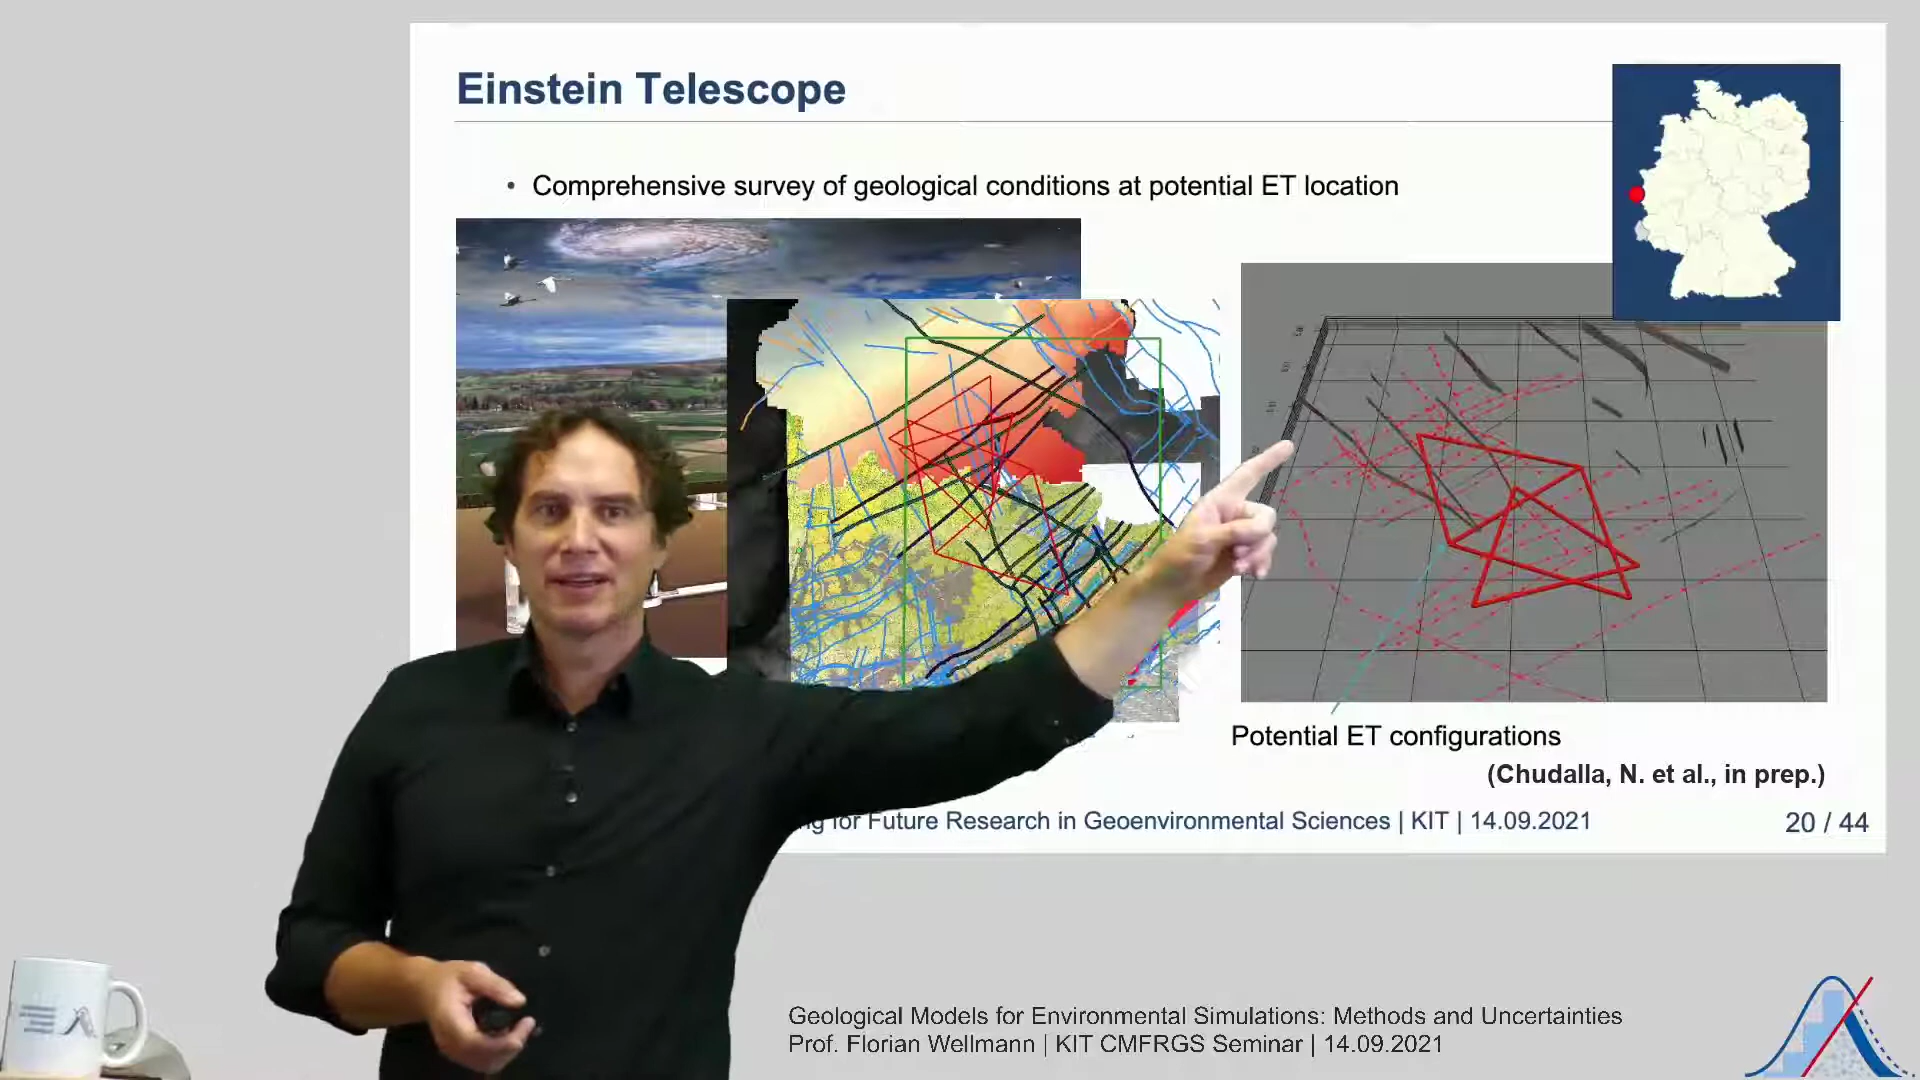 Einstein Telescope
• Comprehensive survey of geological conditions at potential ET location
Potential ET configurations
(Chudalla, N. et al., in prep.)
for Future Research in Geoenvironmental Sciences | KIT | 14.09.2021
20 / 44
Geological Models for Environmental Simulations: Methods and Uncertainties
Prof. Florian Wellmann | KIT CMFRGS Seminar | 14.09.2021